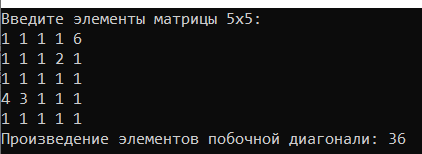 Введите элементы матрицы 5x5:
1 1 1 1 6
1 1 1 2 1
1 1 1 1 1
4 3 1 1 1
1 1 1 1 1
Произведение элементов побочной диагонали: 36